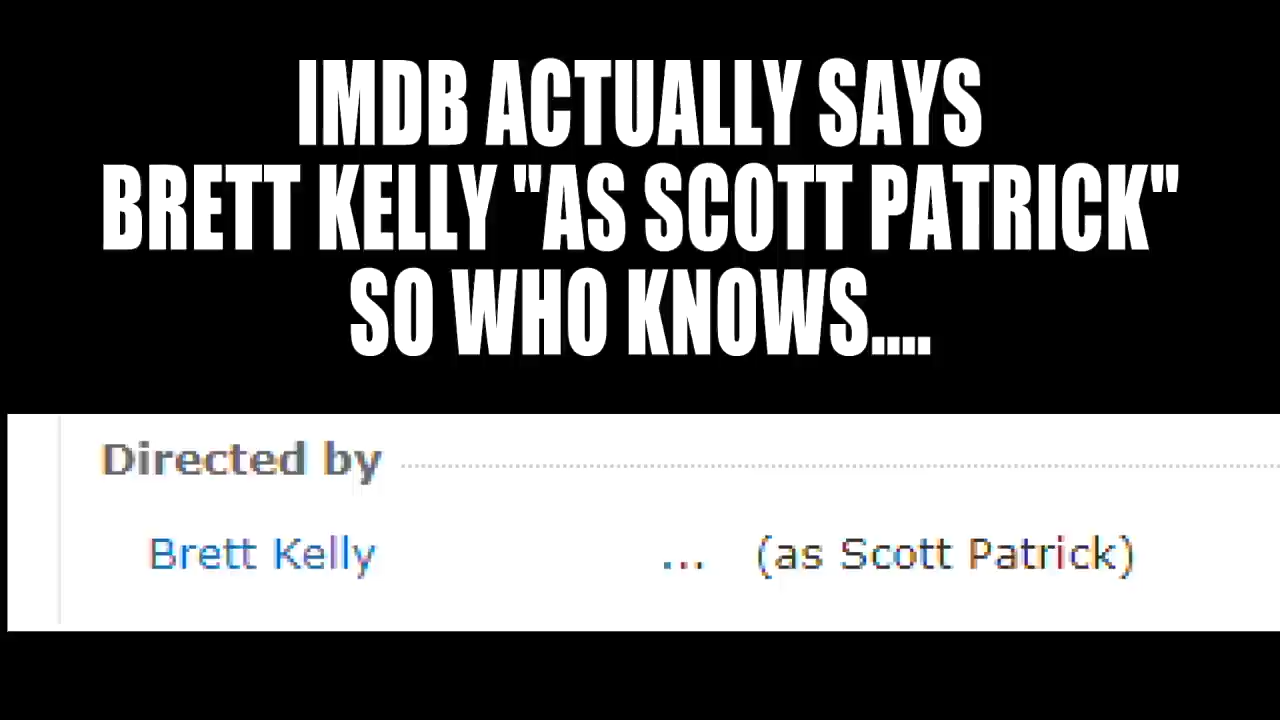 IMDB ACTUALLY SAYS
BRETT KELLY "AS SCOTT PATRICK"
SO WHO KNOWS....
Directed by
Brett Kelly ... (as Scott Patrick)